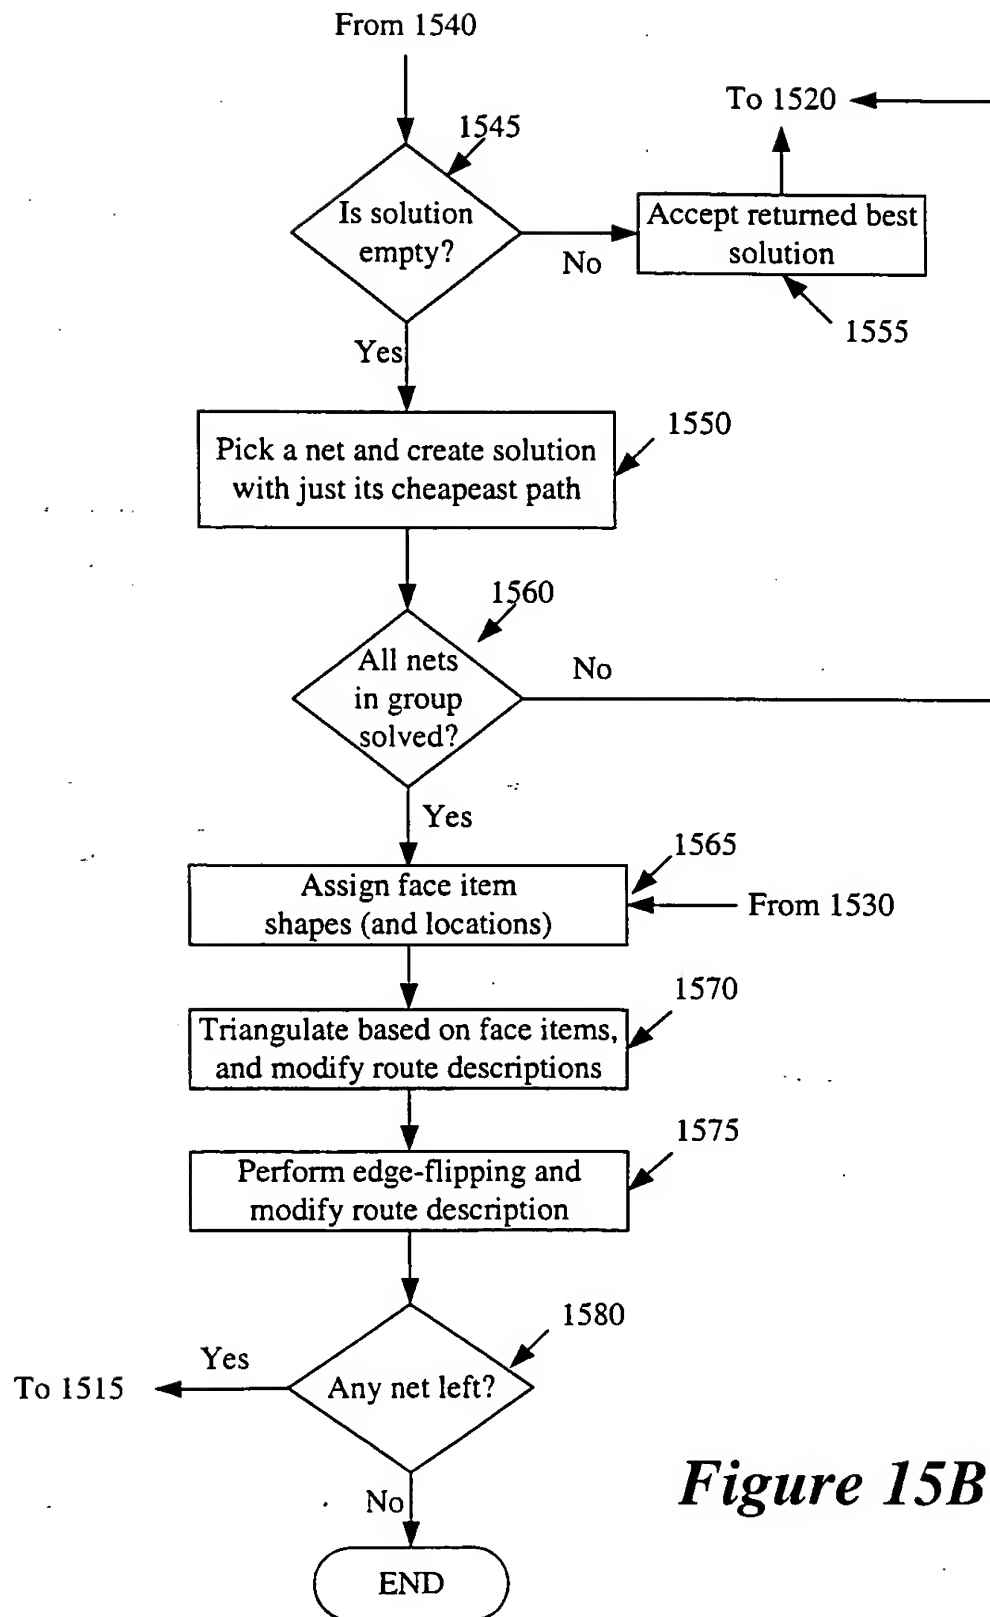 From 1540
To 1520
1545
Is solution
empty?
No
Accept returned best
solution
1555
Yes
1550
Pick a net and create solution
with just its cheapeast path
1560
All nets
in group
solved?
No
Yes
1565
Assign face item
shapes (and locations)
From 1530
1570
Triangulate based on face items,
and modify route descriptions
1575
Perform edge-flipping and
modify route description
1580
Yes
To 1515
Any net left?
No
Figure 15B
END